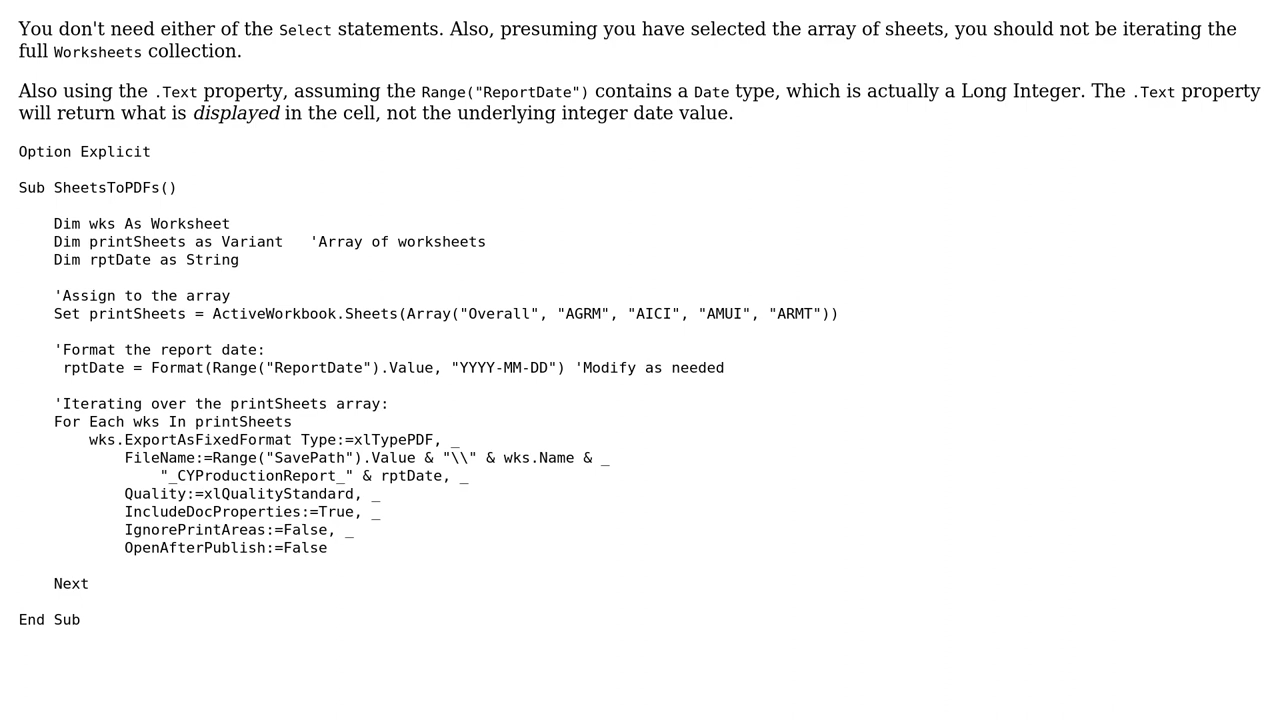 You don't need either of the Select statements. Also, presuming you have selected the array of sheets, you should not be iterating the
full Worksheets collection.
Also using the .Text property, assuming the Range("ReportDate") contains a Date type, which is actually a Long Integer. The .Text property
will return what is displayed in the cell, not the underlying integer date value.
Option Explicit
Sub SheetsToPDFs()
    Dim wks As Worksheet
    Dim printSheets as Variant   'Array of worksheets
    Dim rptDate as String
    'Assign to the array
    Set printSheets = ActiveWorkbook.Sheets(Array("Overall", "AGRM", "AICI", "AMUI", "ARMT"))
    'Format the report date:
     rptDate = Format(Range("ReportDate").Value, "YYYY-MM-DD") 'Modify as needed
    'Iterating over the printSheets array:
    For Each wks In printSheets
        wks.ExportAsFixedFormat Type:=xlTypePDF, _
            FileName:=Range("SavePath").Value & "\\" & wks.Name & _
                "_CYProductionReport_" & rptDate, _
            Quality:=xlQualityStandard, _
            IncludeDocProperties:=True, _
            IgnorePrintAreas:=False, _
            OpenAfterPublish:=False
    Next
End Sub